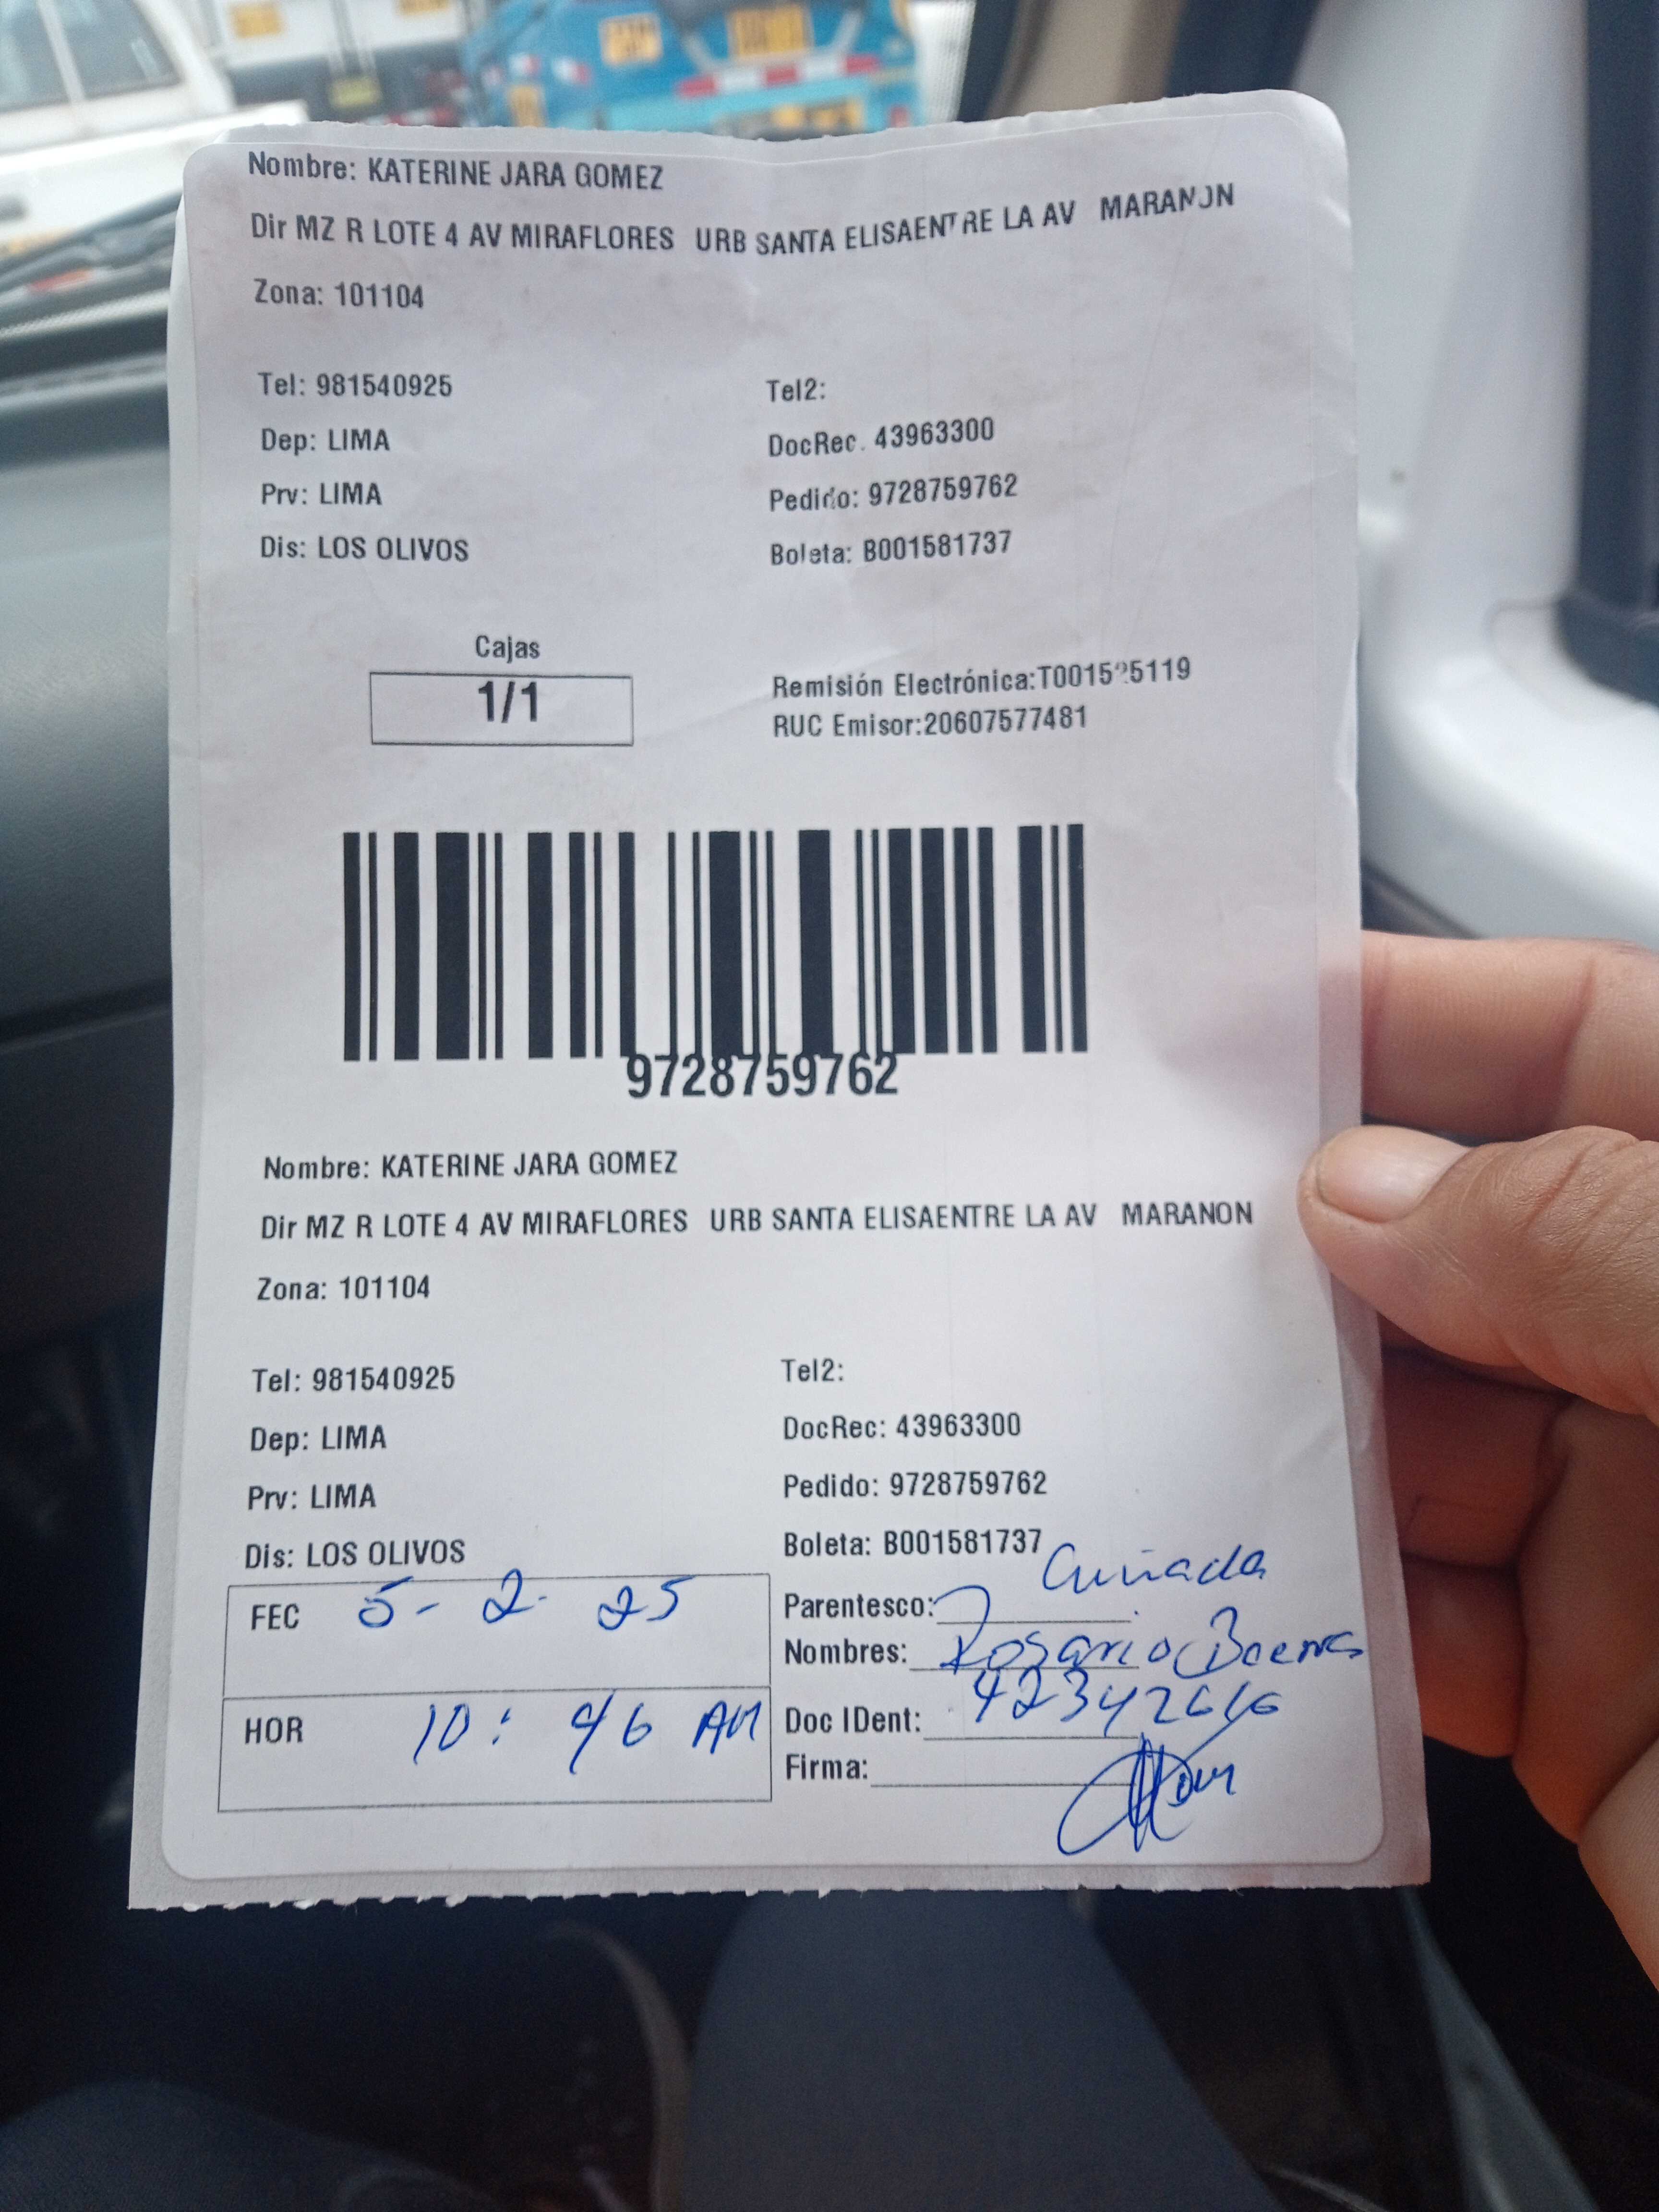 Nombre: KATERINE JARA GOMEZ
Dir MZ R LOTE 4 AV MIRAFLORES URB SANTA ELISAENTRE LA AV MARANON
Zona: 101104
Tel: 981540925 Tel2:
Dep: LIMA DocRec. 43963300
Prv: LIMA Pedido: 9728759762
Dis: LOS OLIVOS Boleta: B001581737
Cajas
1/1
Remisión Electrónica:T001525119
RUC Emisor:20607577481
9728759762
Nombre: KATERINE JARA GOMEZ
Dir MZ R LOTE 4 AV MIRAFLORES URB SANTA ELISAENTRE LA AV MARANON
Zona: 101104
Tel: 981540925 Tel2:
Dep: LIMA DocRec: 43963300
Prv: LIMA Pedido: 9728759762
Dis: LOS OLIVOS Boleta: B001581737
FEC 5-2-25 Parentesco: Cuñada
Nombres: Rosario
HOR 10:46 AM Doc IDent:
Firma: